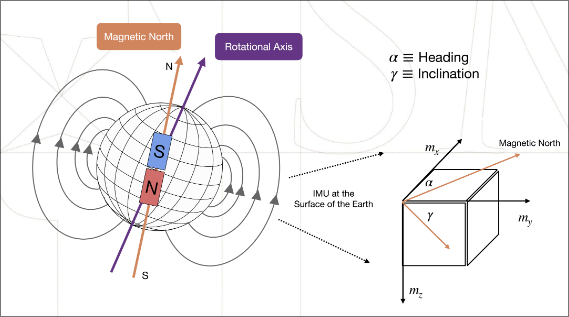 Magnetic North
Rotational Axis
N
S
N
S
α ≡ Heading
γ ≡ Inclination
IMU at the
Surface of the Earth
Magnetic North
m_x
α
γ
m_y
m_z